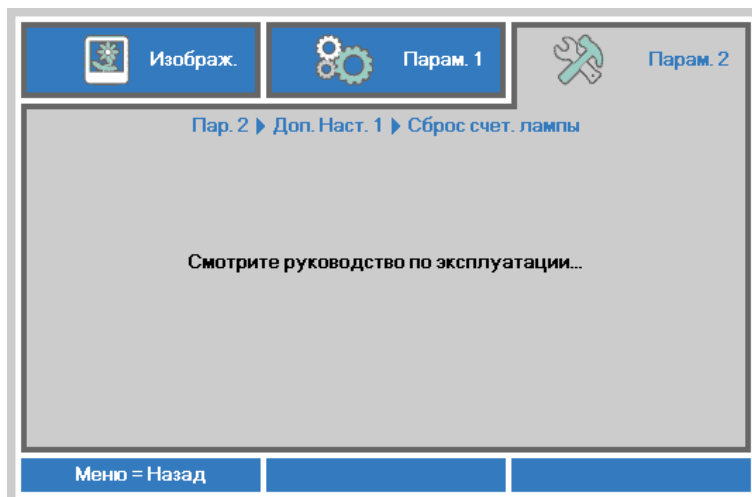 Изображ. Парам. 1 Парам. 2
Пар. 2 ▶ Доп. Наст. 1 ▶ Сброс счет. лампы
Смотрите руководство по эксплуатации...
Меню = Назад